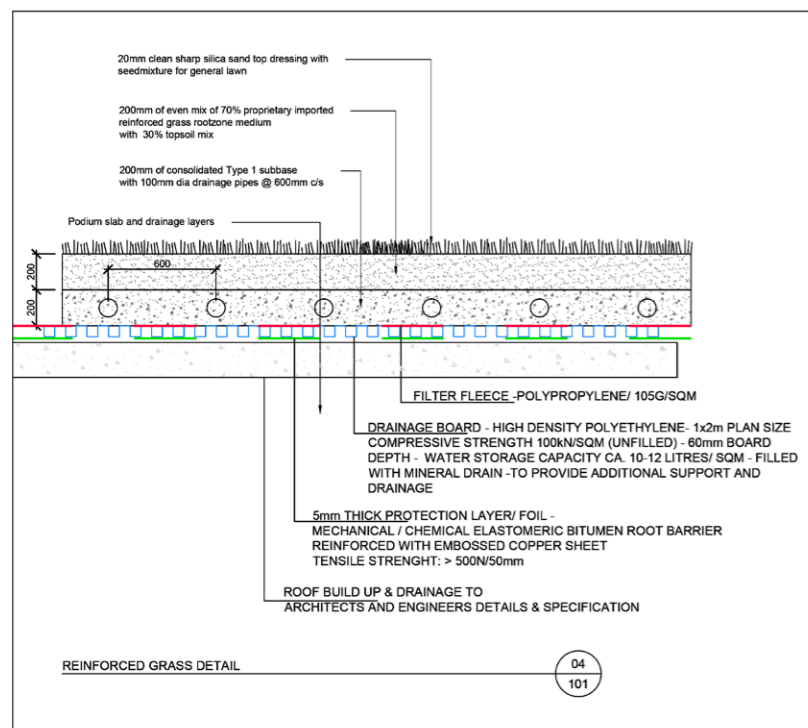 20mm clean sharp silica sand top dressing with
seedmixture for general lawn
200mm of even mix of 70% proprietary imported
reinforced grass rootzone medium
with 30% topsoil mix
200mm of consolidated Type 1 subbase
with 100mm dia drainage pipes @ 600mm c/s
Podium slab and drainage layers
200
600
200
FILTER FLEECE -POLYPROPYLENE/ 105G/SQM
DRAINAGE BOARD - HIGH DENSITY POLYETHYLENE- 1x2m PLAN SIZE
COMPRESSIVE STRENGTH 100kN/SQM (UNFILLED) - 60mm BOARD
DEPTH - WATER STORAGE CAPACITY CA. 10-12 LITRES/ SQM - FILLED
WITH MINERAL DRAIN -TO PROVIDE ADDITIONAL SUPPORT AND
DRAINAGE
5mm THICK PROTECTION LAYER/ FOIL -
MECHANICAL / CHEMICAL ELASTOMERIC BITUMEN ROOT BARRIER
REINFORCED WITH EMBOSSED COPPER SHEET
TENSILE STRENGHT: > 500N/50mm
ROOF BUILD UP & DRAINAGE TO
ARCHITECTS AND ENGINEERS DETAILS & SPECIFICATION
REINFORCED GRASS DETAIL
04
101